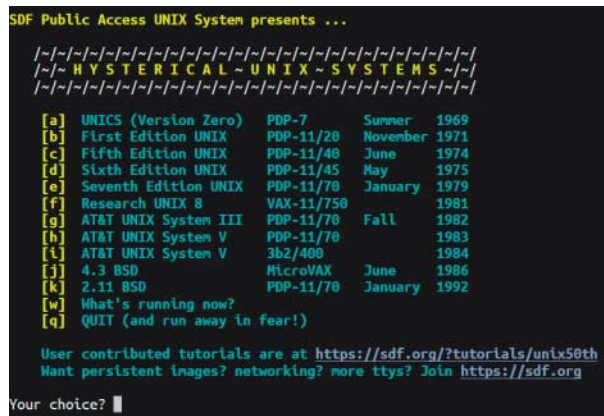 SDF Public Access UNIX System presents ...
/~/~/~/~/~/~/~/~/~/~/~/~/~/~/~/~/~/~/~/~/~/~/~/
/~/~ H Y S T E R I C A L ~ U N I X ~ S Y S T E M S ~/~/
/~/~/~/~/~/~/~/~/~/~/~/~/~/~/~/~/~/~/~/~/~/~/~/
[a] UNICS (Version Zero) PDP-7 Summer 1969
[b] First Edition UNIX PDP-11/20 November 1971
[c] Fifth Edition UNIX PDP-11/40 June 1974
[d] Sixth Edition UNIX PDP-11/45 May 1975
[e] Seventh Edition UNIX PDP-11/70 January 1979
[f] Research UNIX 8 VAX-11/750 1981
[g] AT&T UNIX System III PDP-11/70 Fall 1982
[h] AT&T UNIX System V PDP-11/70 1983
[i] AT&T UNIX System V 3b2/400 1984
[j] 4.3 BSD MicroVAX June 1986
[k] 2.11 BSD PDP-11/70 January 1992
[w] What's running now?
[q] QUIT (and run away in fear!)
User contributed tutorials are at https://sdf.org/?tutorials/unix50th
Want persistent images? networking? more ttys? Join https://sdf.org
Your choice?